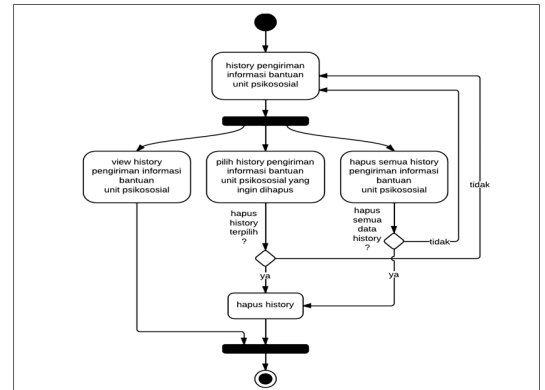 history pengiriman
informasi bantuan
unit psikososial
view history
pengiriman informasi
bantuan
unit psikososial
pilih history pengiriman
informasi bantuan
unit psikososial yang
ingin dihapus
hapus semua history
pengiriman informasi
bantuan
unit psikososial
tidak
hapus
history
terpilih
?
hapus
semua
data
history
?
tidak
ya
ya
hapus history